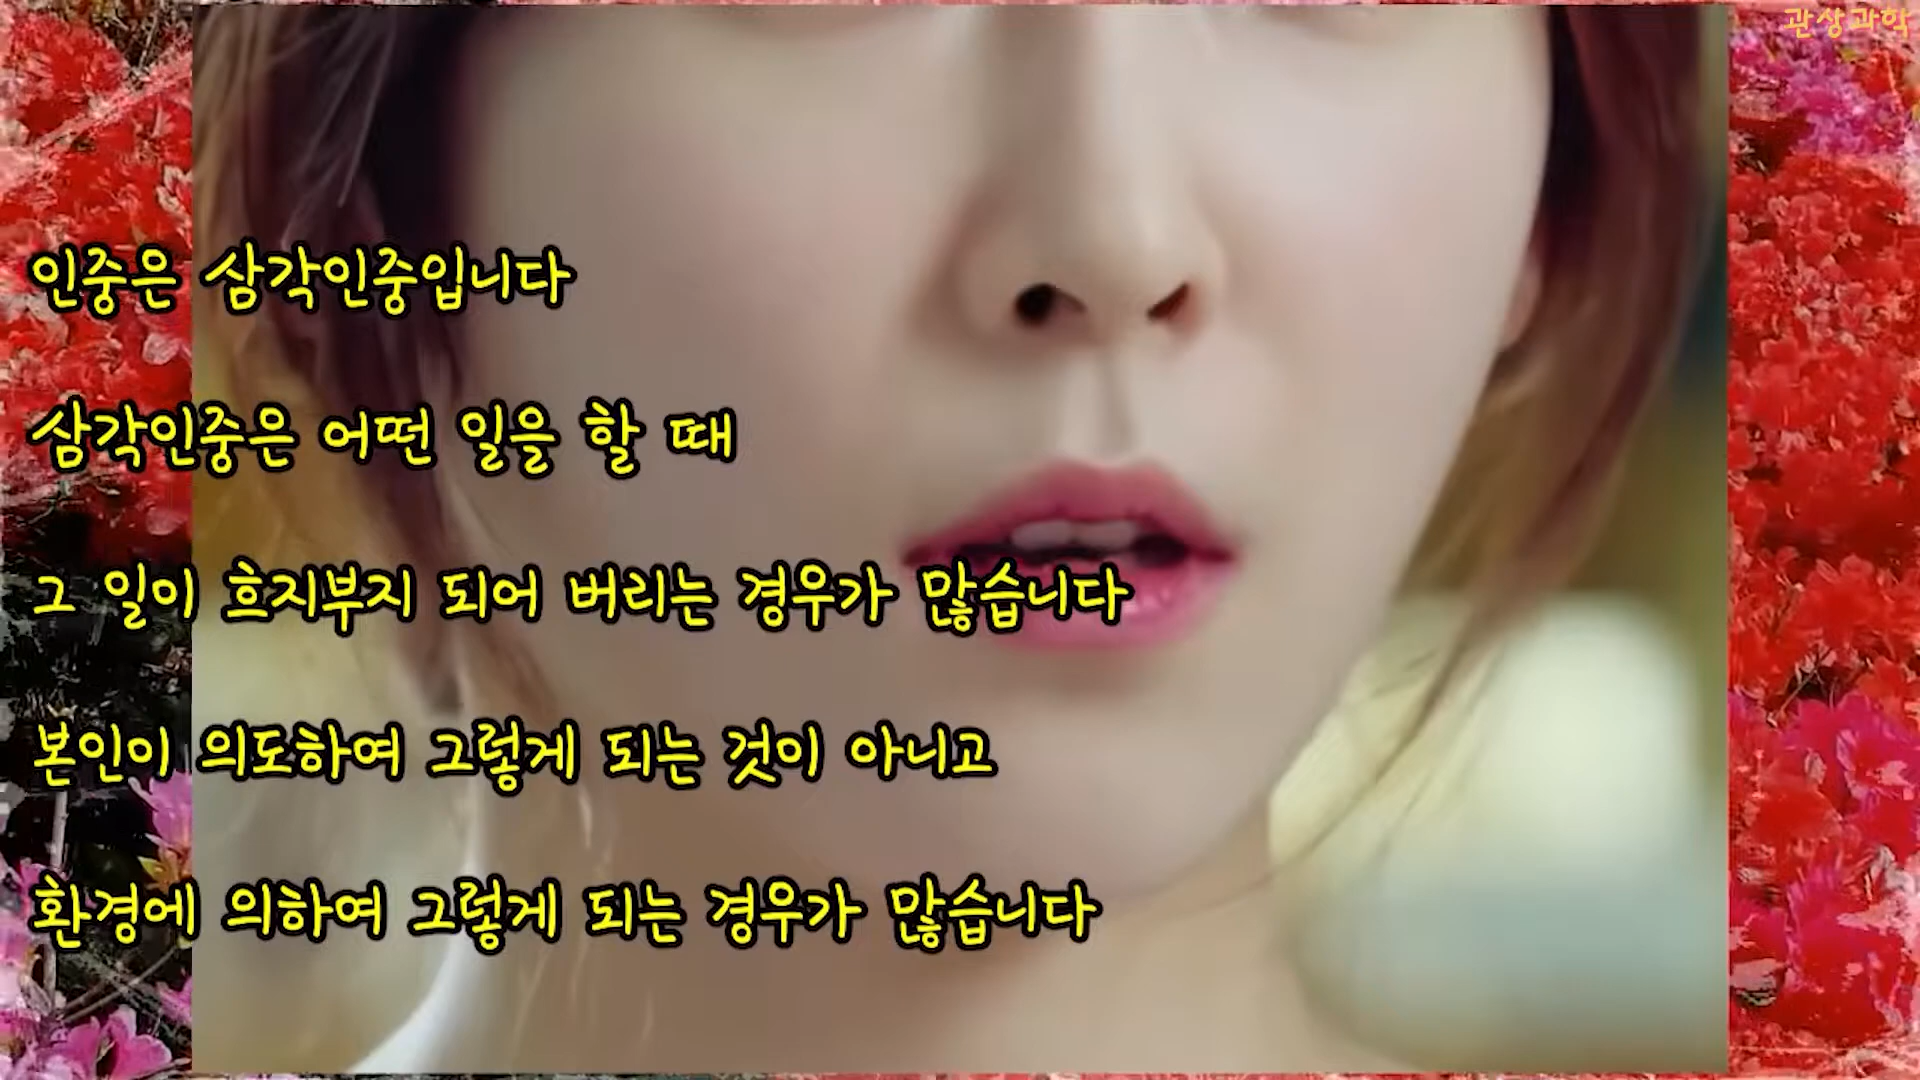 관상과학
인중은 삼각인중입니다
삼각인중은 어떤 일을 할 때
그 일이 흐지부지 되어 버리는 경우가 많습니다
본인이 의도하여 그렇게 되는 것이 아니고
환경에 의하여 그렇게 되는 경우가 많습니다